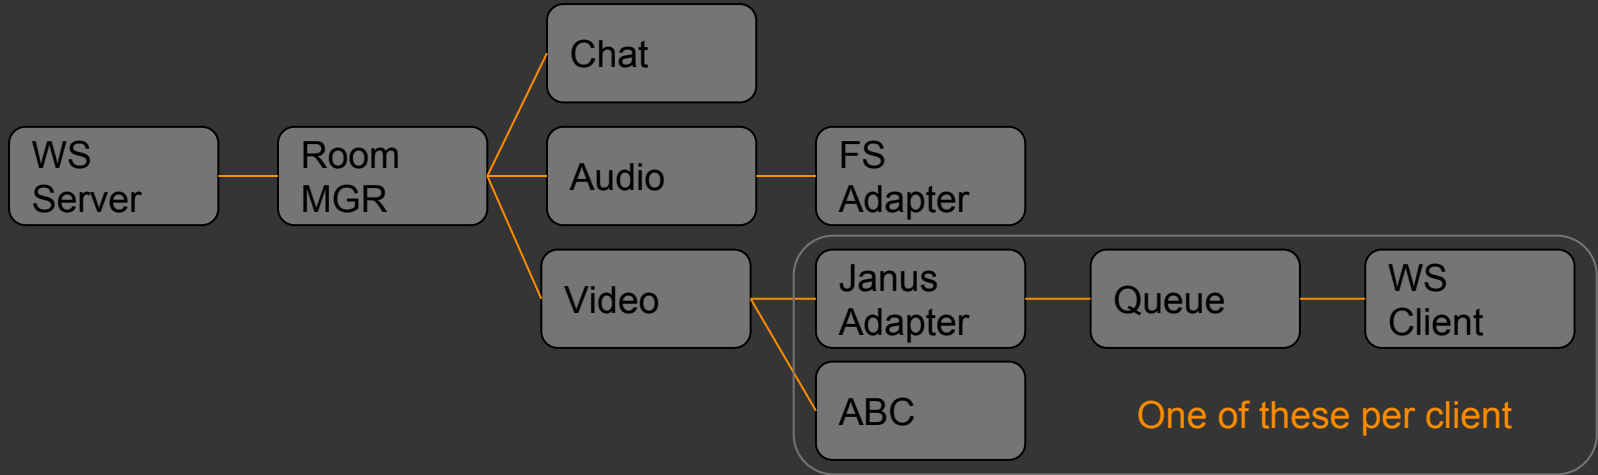 Chat
WS
Server
Room
MGR
Audio
FS
Adapter
Video
Janus
Adapter
Queue
WS
Client
ABC
One of these per client